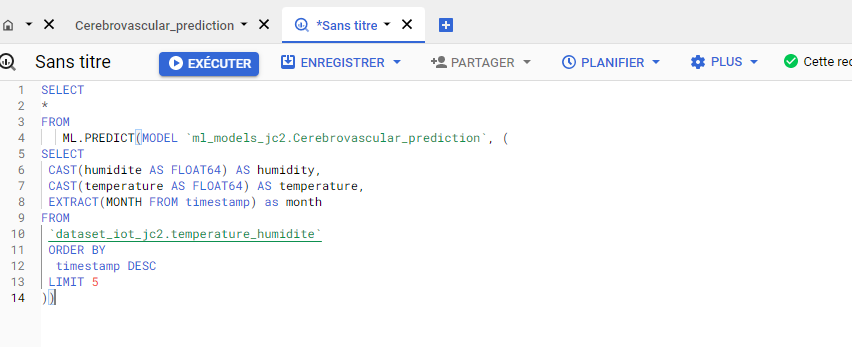 Cerebrovascular_prediction *Sans titre
Sans titre EXÉCUTER ENREGISTRER PARTAGER PLANIFIER PLUS Cette
1 SELECT
2 *
3 FROM
4 ML.PREDICT(MODEL `ml_models_jc2.Cerebrovascular_prediction`, (
5 SELECT
6 CAST(humidite AS FLOAT64) AS humidity,
7 CAST(temperature AS FLOAT64) AS temperature,
8 EXTRACT(MONTH FROM timestamp) as month
9 FROM
10 `dataset_iot_jc2.temperature_humidite`
11 ORDER BY
12 timestamp DESC
13 LIMIT 5
14 ))